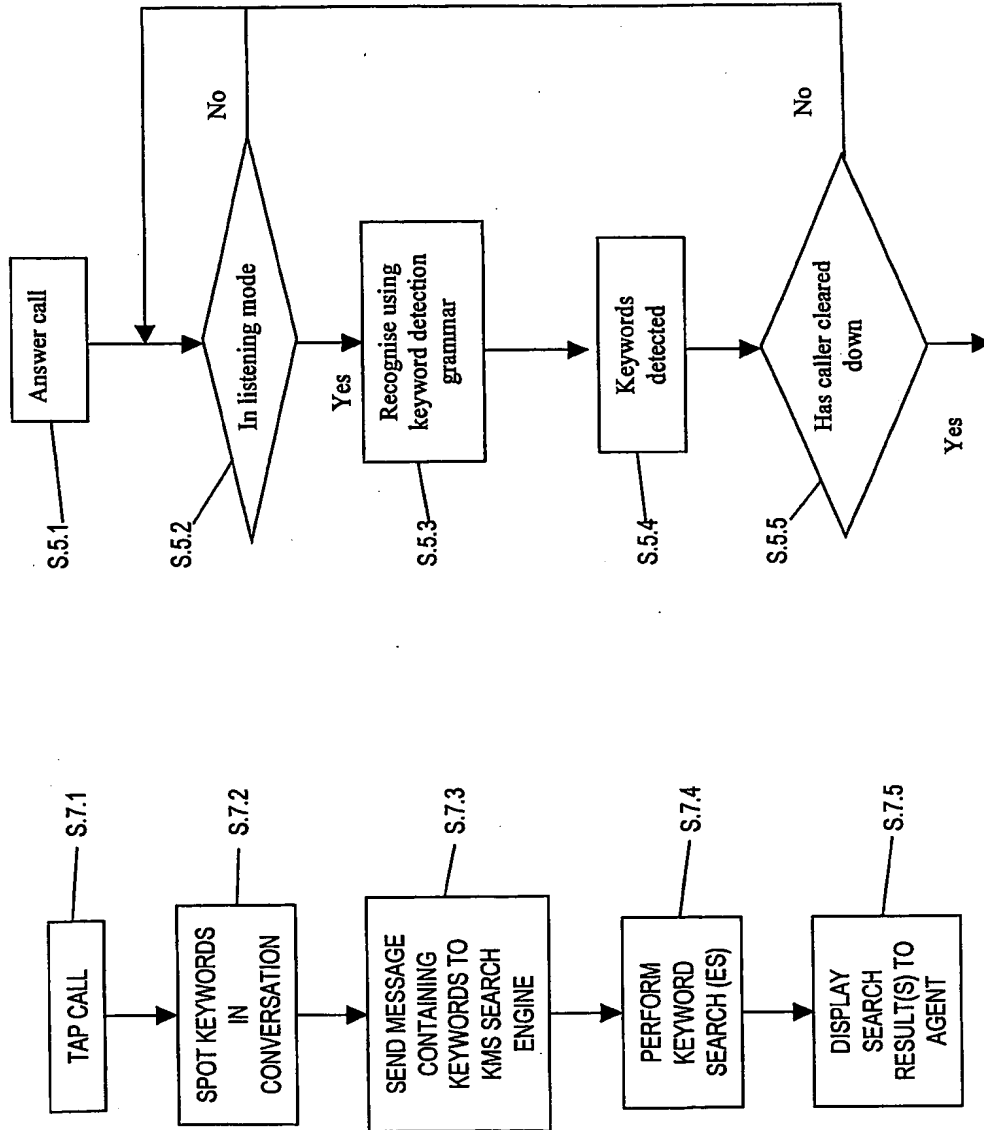 Answer call
S.5.1
In listening mode
No
S.5.2
Yes
Recognise using
keyword detection
grammar
S.5.3
Keywords
detected
S.5.4
Has caller cleared
down
No
S.5.5
Yes
TAP CALL
S.7.1
SPOT KEYWORDS
IN
CONVERSATION
S.7.2
SEND MESSAGE
CONTAINING
KEYWORDS TO
KMS SEARCH
ENGINE
S.7.3
PERFORM
KEYWORD
SEARCH (ES)
S.7.4
DISPLAY
SEARCH
RESULT(S) TO
AGENT
S.7.5